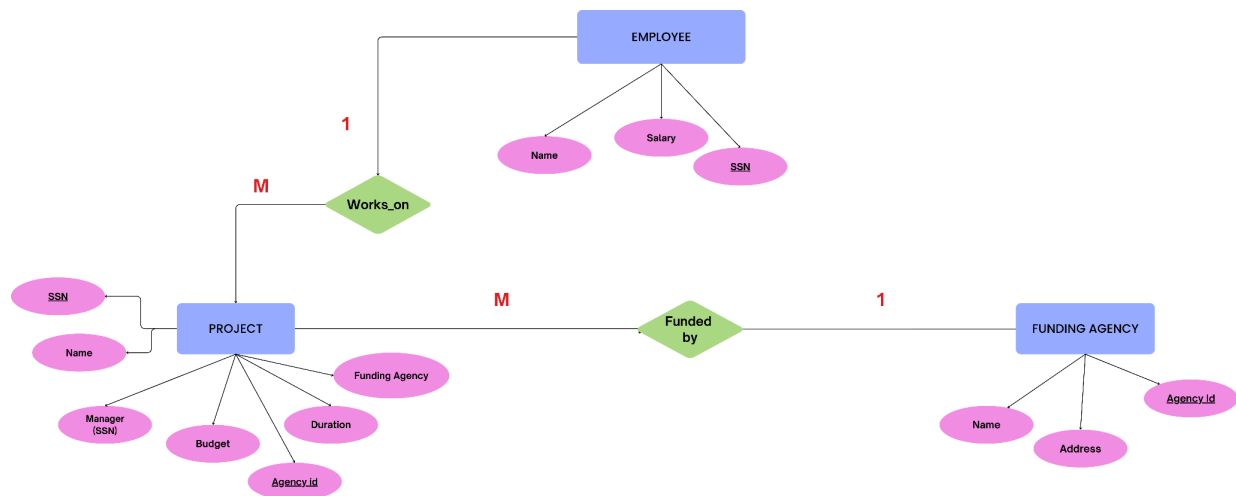 EMPLOYEE
1
Name
Salary
SSN
M
Works_on
SSN
PROJECT
M
Funded
by
1
FUNDING AGENCY
Name
Funding Agency
Agency id
Manager
(SSN)
Budget
Duration
Agency id
Name
Address